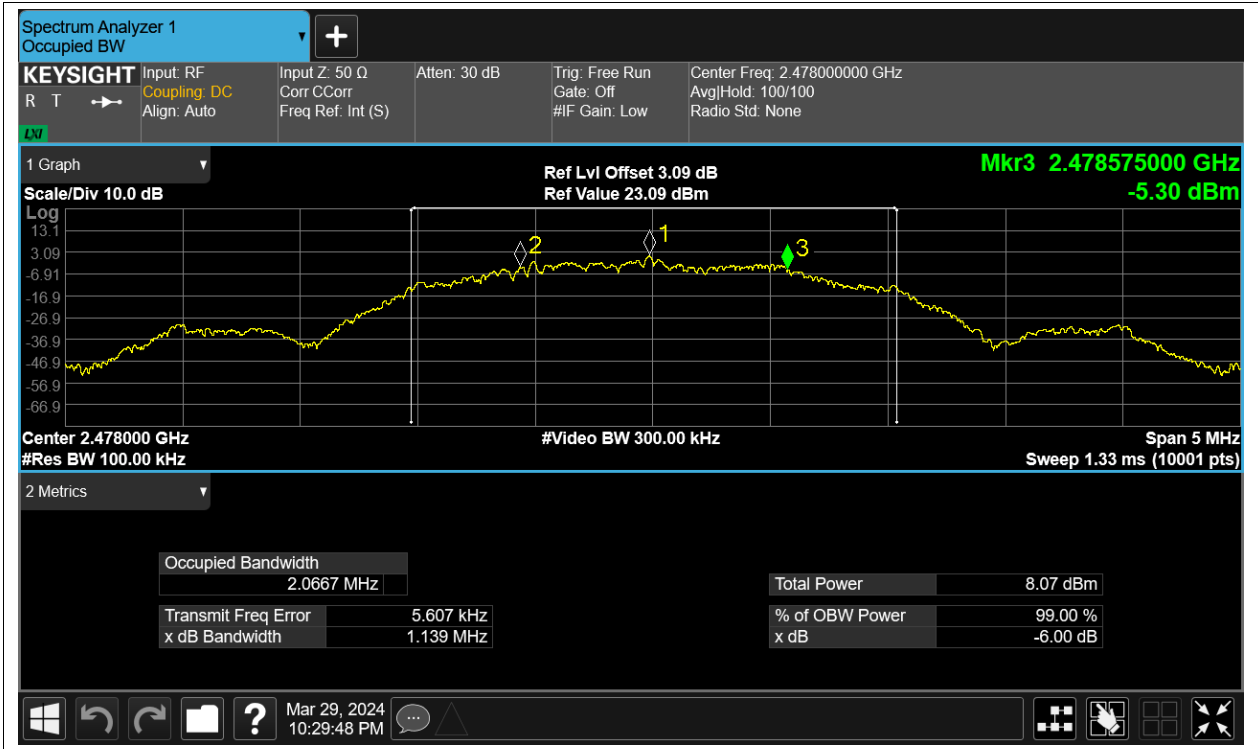 Spectrum Analyzer 1
Occupied BW
KEYSIGHT
R T
LXI
Input: RF
Coupling: DC
Align: Auto
Input Z: 50 Ω
Corr CCorr
Freq Ref: Int (S)
Atten: 30 dB
Trig: Free Run
Gate: Off
#IF Gain: Low
Center Freq: 2.478000000 GHz
Avg|Hold: 100/100
Radio Std: None
1 Graph
Scale/Div 10.0 dB
Ref Lvl Offset 3.09 dB
Ref Value 23.09 dBm
Mkr3 2.478575000 GHz
-5.30 dBm
Log
13.1
3.09
-6.91
-16.9
-26.9
-36.9
-46.9
-56.9
-66.9
2
1
3
Center 2.478000 GHz
#Video BW 300.00 kHz
Span 5 MHz
#Res BW 100.00 kHz
Sweep 1.33 ms (10001 pts)
2 Metrics
Occupied Bandwidth
2.0667 MHz
Transmit Freq Error 5.607 kHz
x dB Bandwidth 1.139 MHz
Total Power 8.07 dBm
% of OBW Power 99.00 %
x dB -6.00 dB
?
Mar 29, 2024
10:29:48 PM